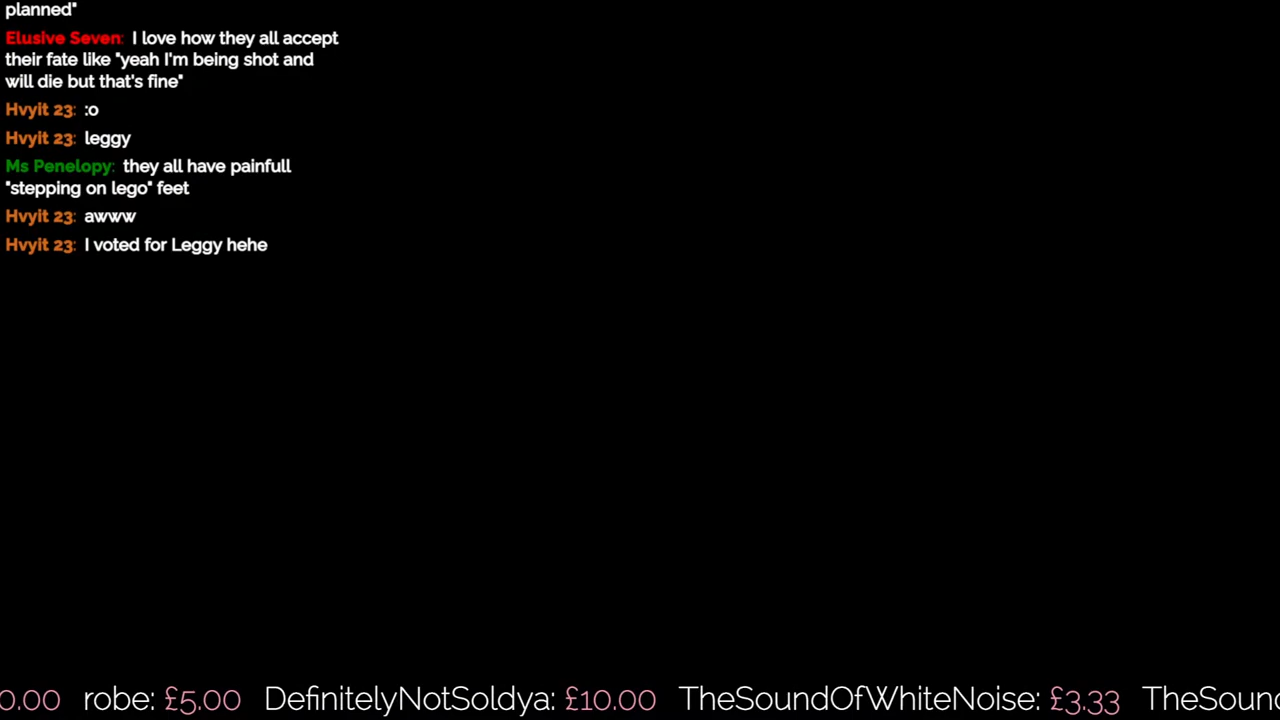 planned"
Elusive Seven: I love how they all accept
their fate like "yeah I'm being shot and
will die but that's fine"
Hvyit 23: :o
Hvyit 23: leggy
Ms Penelopy: they all have painfull
"stepping on lego" feet
Hvyit 23: awww
Hvyit 23: I voted for Leggy hehe
0.00 robe: £5.00 DefinitelyNotSoldya: £10.00 TheSoundOfWhiteNoise: £3.33 TheSound